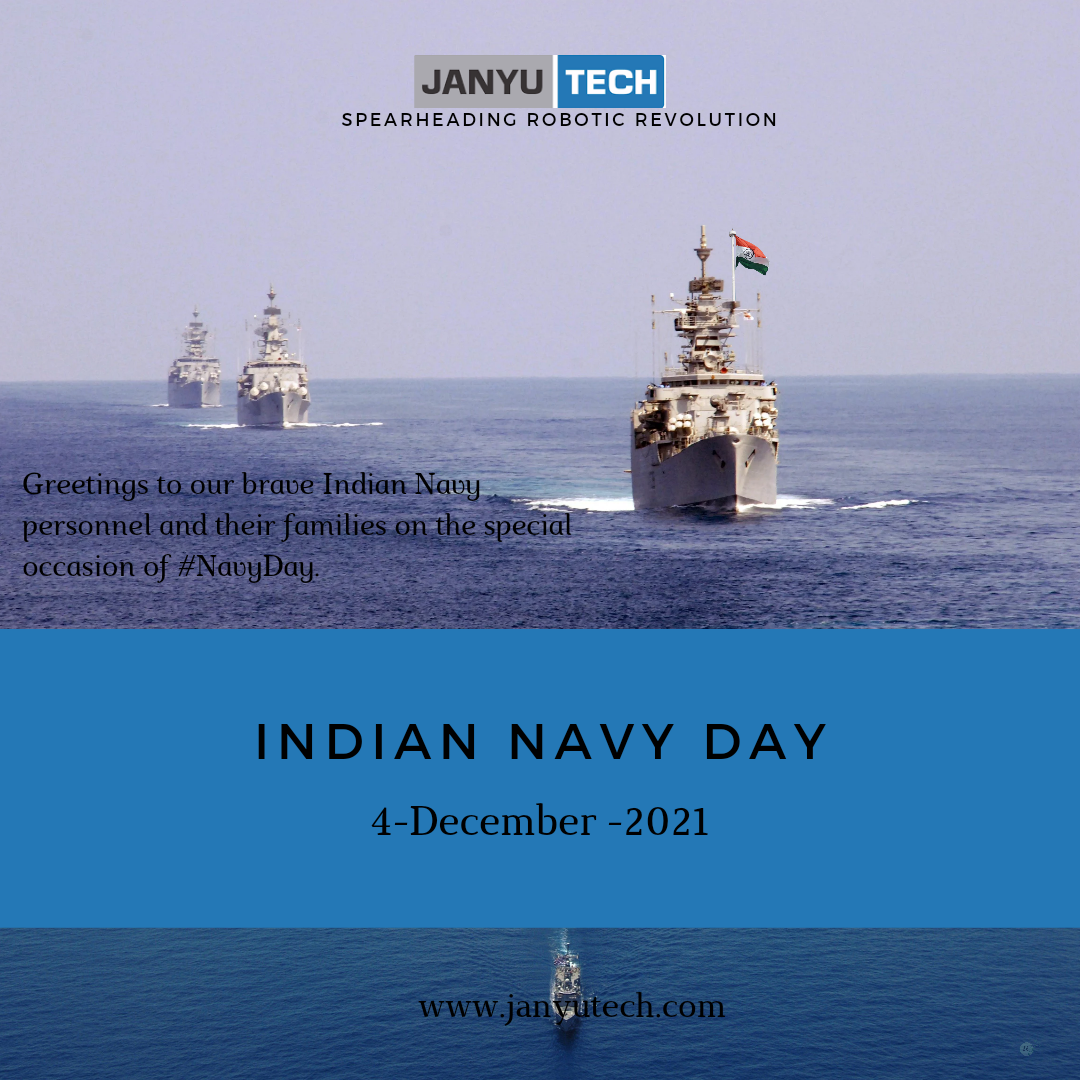 JANYU TECH
SPEARHEADING ROBOTIC REVOLUTION
Greetings to our brave Indian Navy
personnel and their families on the special
occasion of #NavyDay.
INDIAN NAVY DAY
4-December -2021
www.janyutech.com